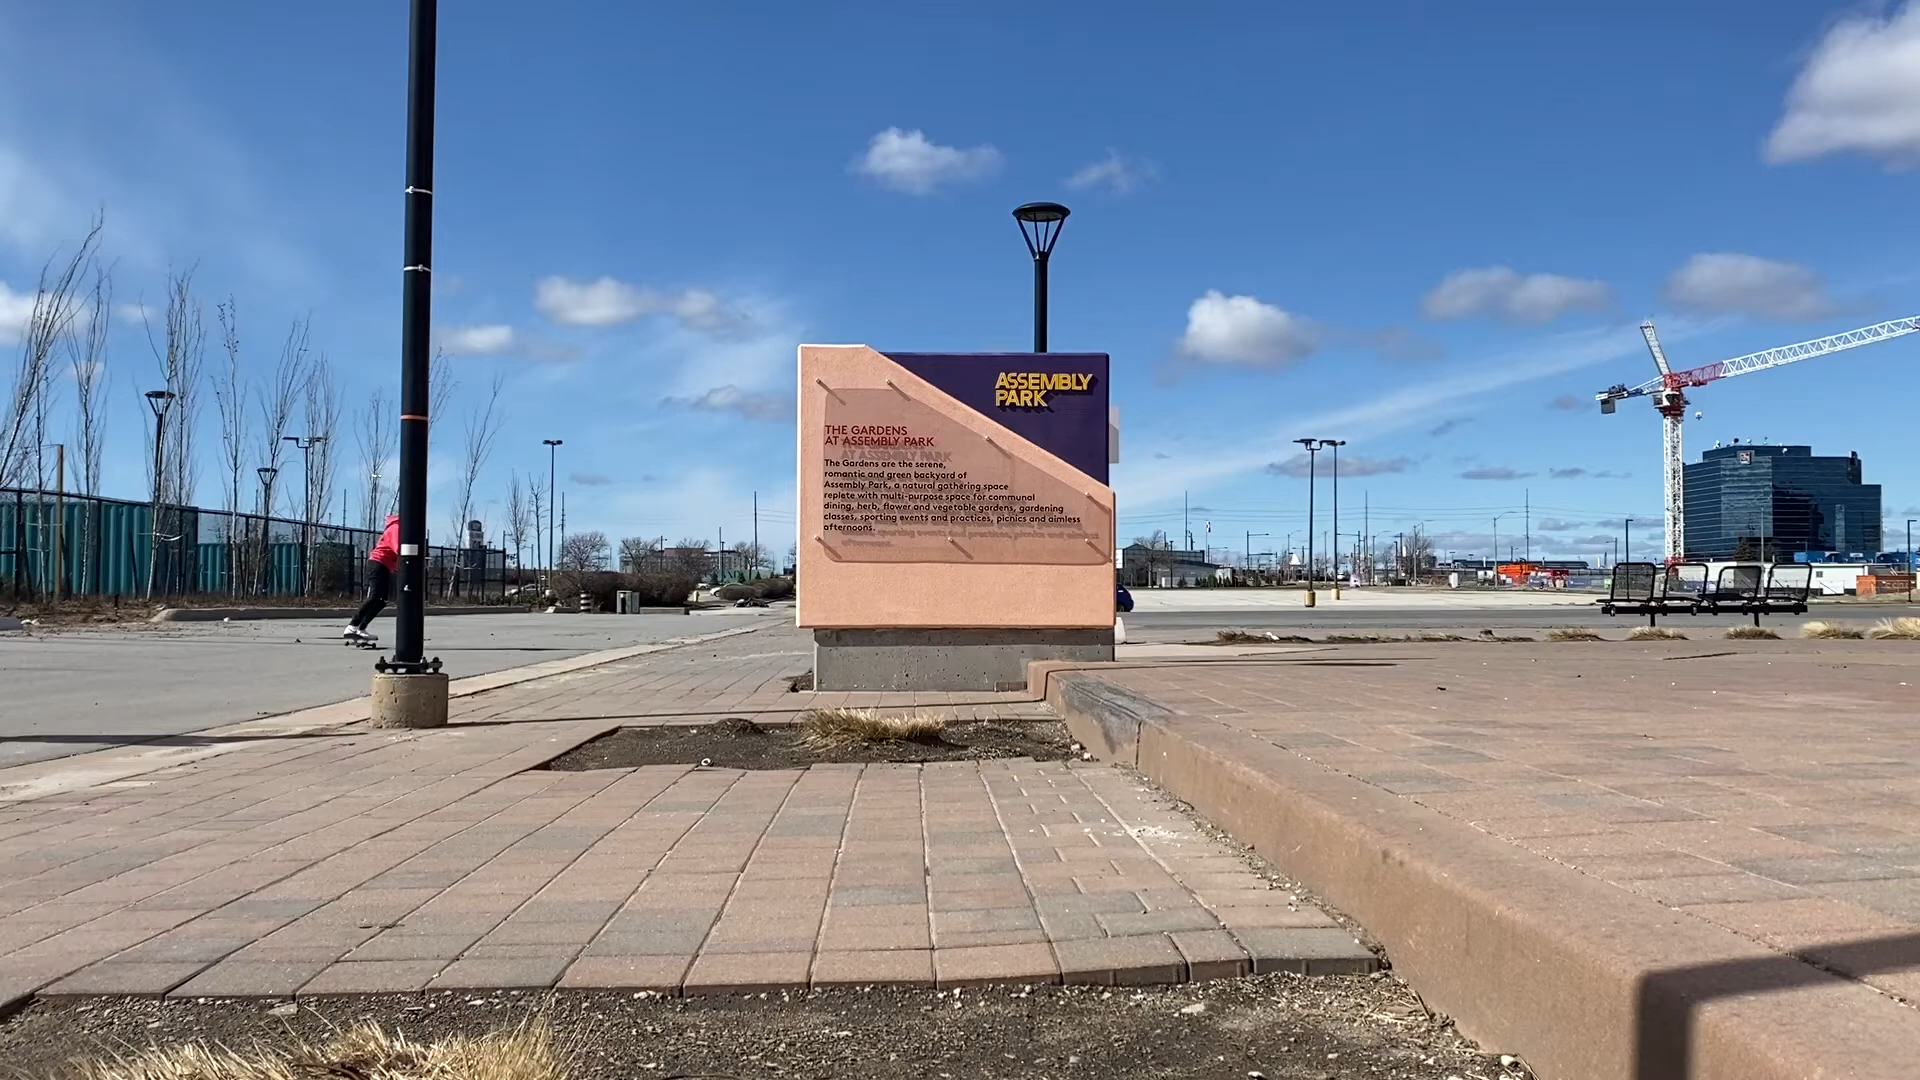 ASSEMBLY
PARK
THE GARDENS
AT ASSEMBLY PARK
The Gardens are the serene,
romantic and green backyard of
Assembly Park, a natural gathering space
replete with multi-purpose space for communal
dining, herb, flower and vegetable gardens, gardening
classes, sporting events and practices, picnics and aimless
afternoons.